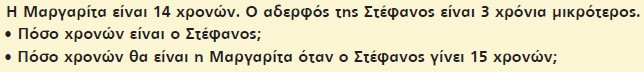 Η Μαργαρίτα είναι 14 χρονών. Ο αδερφός της Στέφανος είναι 3 χρόνια μικρότερος.
• Πόσο χρονών είναι ο Στέφανος;
• Πόσο χρονών θα είναι η Μαργαρίτα όταν ο Στέφανος γίνει 15 χρονών;